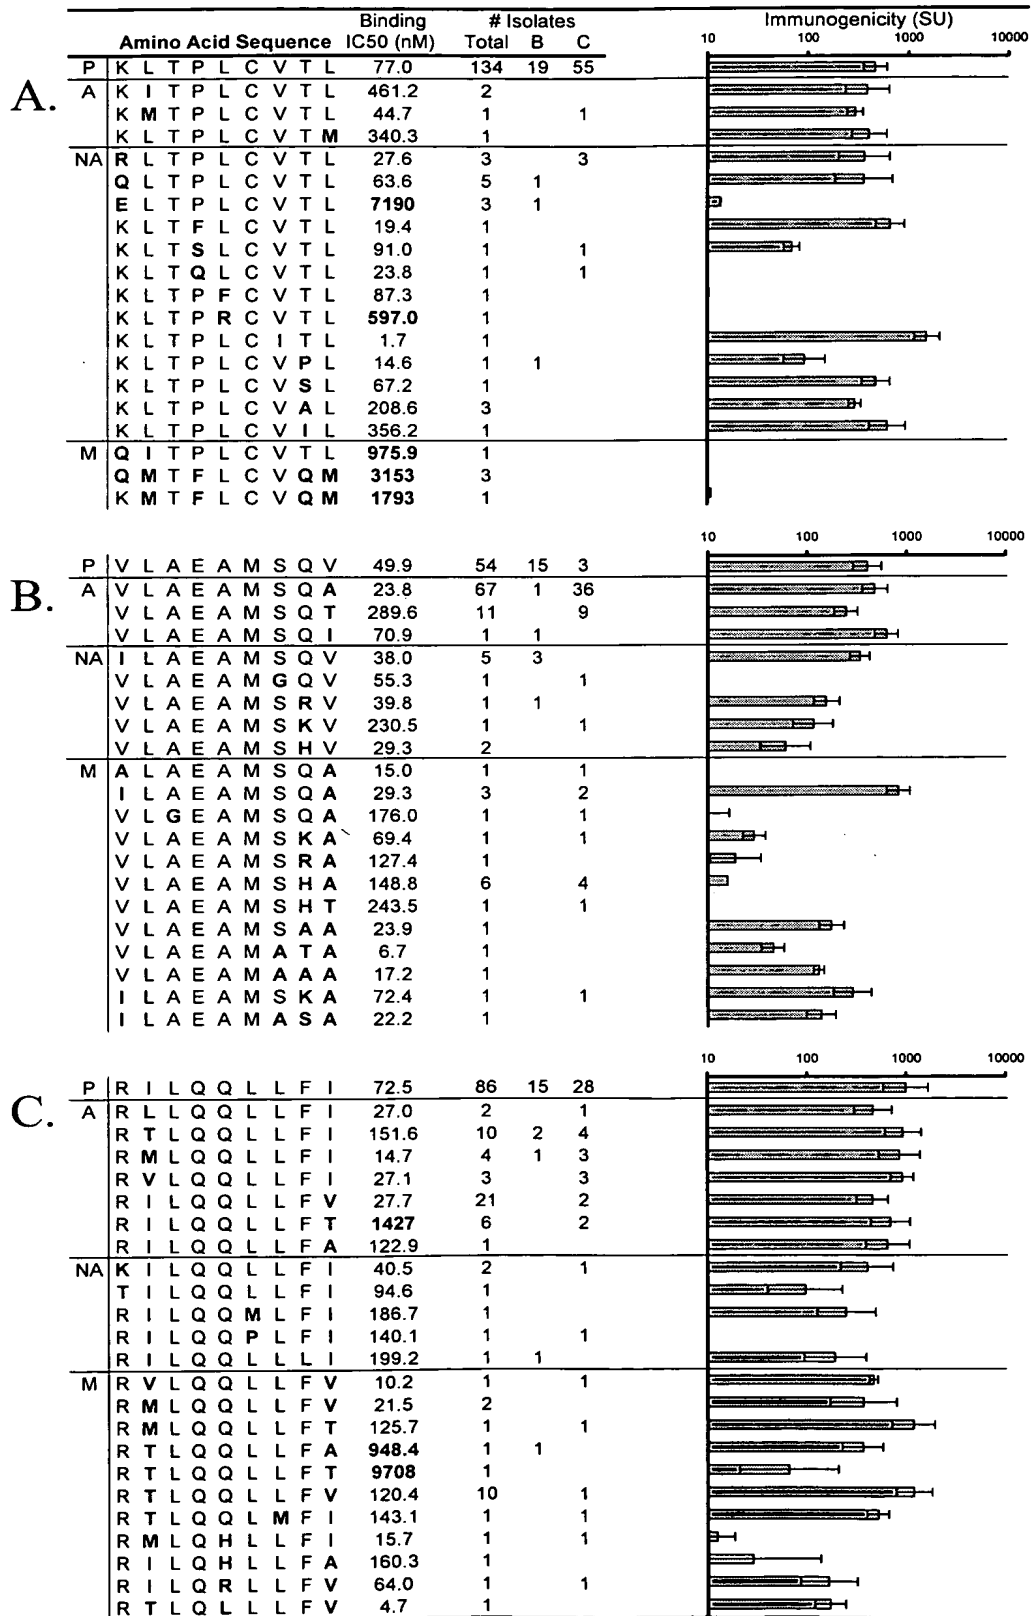 Binding # Isolates Immunogenicity (SU)
Amino Acid Sequence IC50 (nM) Total B C 10 100 1000 10000
A.
P K L T P L C V T L 77.0 134 19 55
A K I T P L C V T L 461.2 2
K M T P L C V T L 44.7 1 1
K L T P L C V T M 340.3 1
NA R L T P L C V T L 27.6 3 3
Q L T P L C V T L 63.6 5 1
E L T P L C V T L 7190 3 1
K L T F L C V T L 19.4 1
K L T S L C V T L 91.0 1 1
K L T Q L C V T L 23.8 1 1
K L T P F C V T L 87.3 1
K L T P R C V T L 597.0 1
K L T P L C I T L 1.7 1
K L T P L C V P L 14.6 1 1
K L T P L C V S L 67.2 1
K L T P L C V A L 208.6 3
K L T P L C V I L 356.2 1
M Q I T P L C V T L 975.9 1
Q M T F L C V Q M 3153 3
K M T F L C V Q M 1793 1
10 100 1000 10000
B.
P V L A E A M S Q V 49.9 54 15 3
A V L A E A M S Q A 23.8 67 1 36
V L A E A M S Q T 289.6 11 9
V L A E A M S Q I 70.9 1 1
NA I L A E A M S Q V 38.0 5 3
V L A E A M G Q V 55.3 1 1
V L A E A M S R V 39.8 1 1
V L A E A M S K V 230.5 1 1
V L A E A M S H V 29.3 2
M A L A E A M S Q A 15.0 1 1
I L A E A M S Q A 29.3 3 2
V L G E A M S Q A 176.0 1 1
V L A E A M S K A 69.4 1 1
V L A E A M S R A 127.4 1
V L A E A M S H A 148.8 6 4
V L A E A M S H T 243.5 1 1
V L A E A M S A A 23.9 1
V L A E A M A T A 6.7 1
V L A E A M A A A 17.2 1
I L A E A M S K A 72.4 1 1
I L A E A M A S A 22.2 1
10 100 1000 10000
C.
P R I L Q Q L L F I 72.5 86 15 28
A R L L Q Q L L F I 27.0 2 1
R T L Q Q L L F I 151.6 10 2 4
R M L Q Q L L F I 14.7 4 1 3
R V L Q Q L L F I 27.1 3 3
R I L Q Q L L F V 27.7 21 2
R I L Q Q L L F T 1427 6 2
R I L Q Q L L F A 122.9 1
NA K I L Q Q L L F I 40.5 2 1
T I L Q Q L L F I 94.6 1
R I L Q Q M L F I 186.7 1
R I L Q Q P L F I 140.1 1 1
R I L Q Q L L L I 199.2 1 1
M R V L Q Q L L F V 10.2 1 1
R M L Q Q L L F V 21.5 2
R M L Q Q L L F T 125.7 1 1
R T L Q Q L L F A 948.4 1 1
R T L Q Q L L F T 9708 1
R T L Q Q L L F V 120.4 10 1
R T L Q Q L M F I 143.1 1 1
R M L Q H L L F I 15.7 1 1
R I L Q H L L F A 160.3 1
R I L Q R L L F V 64.0 1 1
R T L Q L L L F V 4.7 1